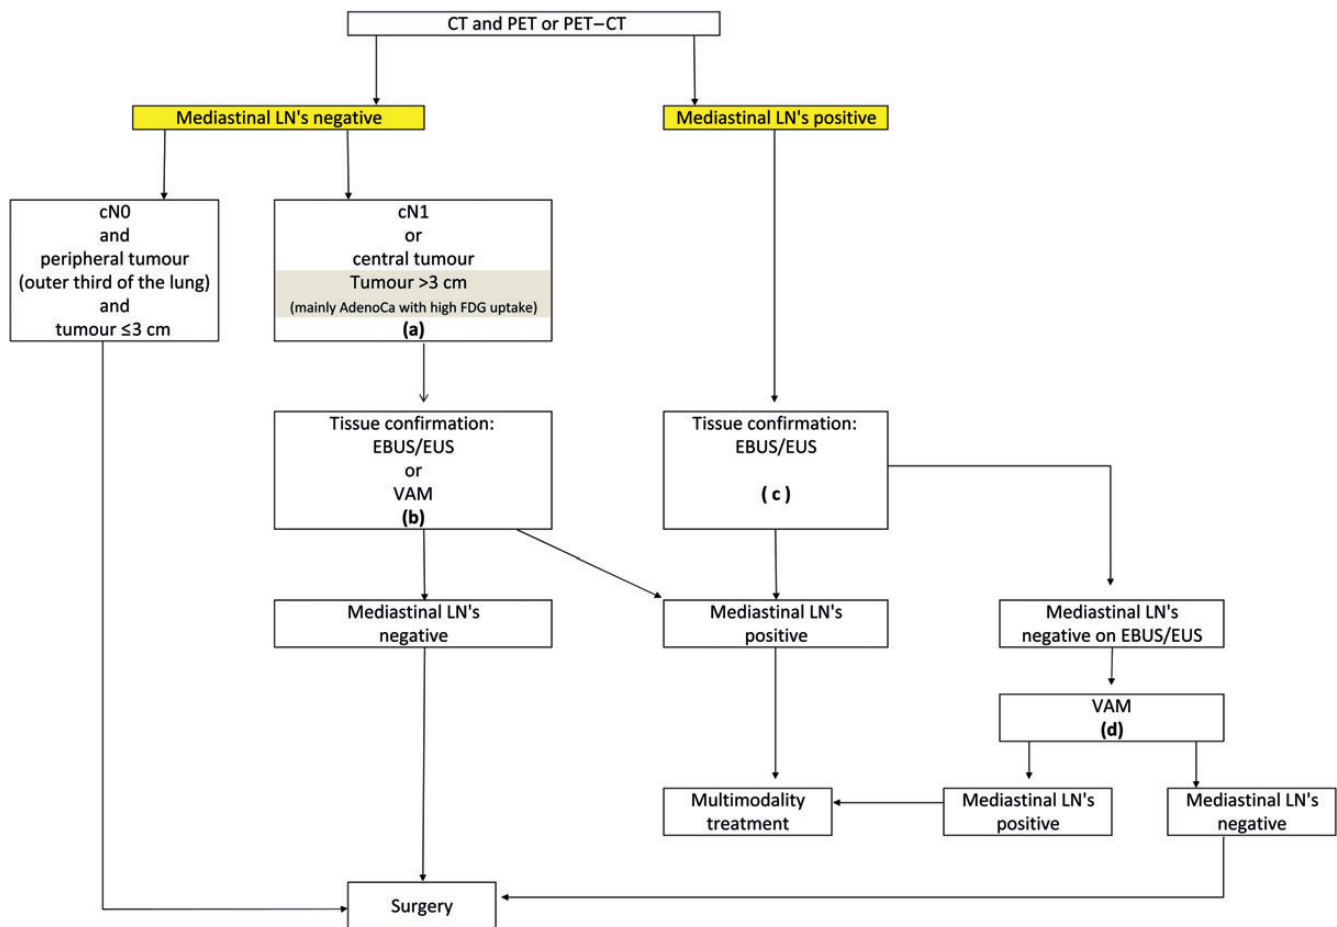 CT and PET or PET–CT
Mediastinal LN's negative
Mediastinal LN's positive
cN0
and
peripheral tumour
(outer third of the lung)
and
tumour ≤3 cm
cN1
or
central tumour
Tumour >3 cm
(mainly AdenoCa with high FDG uptake)
(a)
Tissue confirmation:
EBUS/EUS
or
VAM
(b)
Tissue confirmation:
EBUS/EUS
( c )
Mediastinal LN's
negative
Mediastinal LN's
positive
Mediastinal LN's
negative on EBUS/EUS
VAM
(d)
Multimodality
treatment
Mediastinal LN's
positive
Mediastinal LN's
negative
Surgery